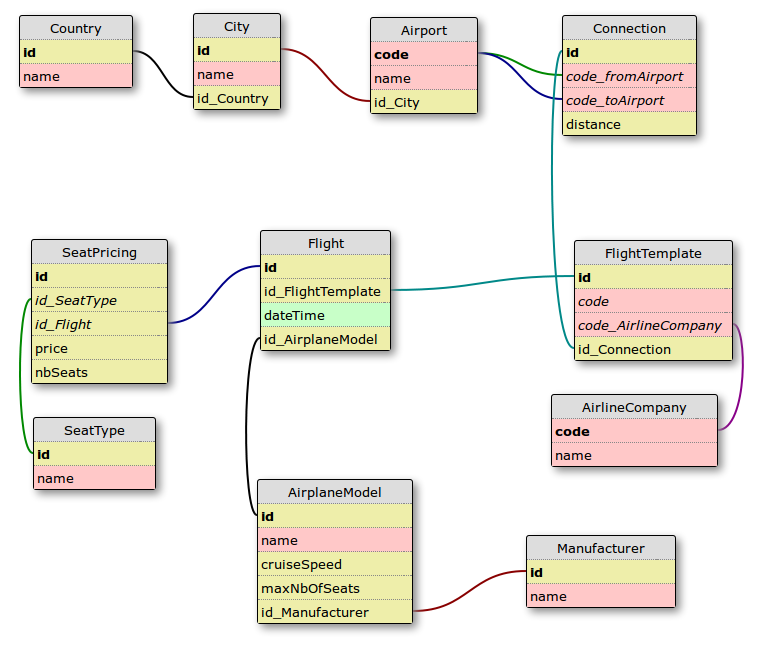 Country
id
name
City
id
name
id_Country
Airport
code
name
id_City
Connection
id
code_fromAirport
code_toAirport
distance
SeatPricing
id
id_SeatType
id_Flight
price
nbSeats
Flight
id
id_FlightTemplate
dateTime
id_AirplaneModel
FlightTemplate
id
code
code_AirlineCompany
id_Connection
SeatType
id
name
AirlineCompany
code
name
AirplaneModel
id
name
cruiseSpeed
maxNbOfSeats
id_Manufacturer
Manufacturer
id
name